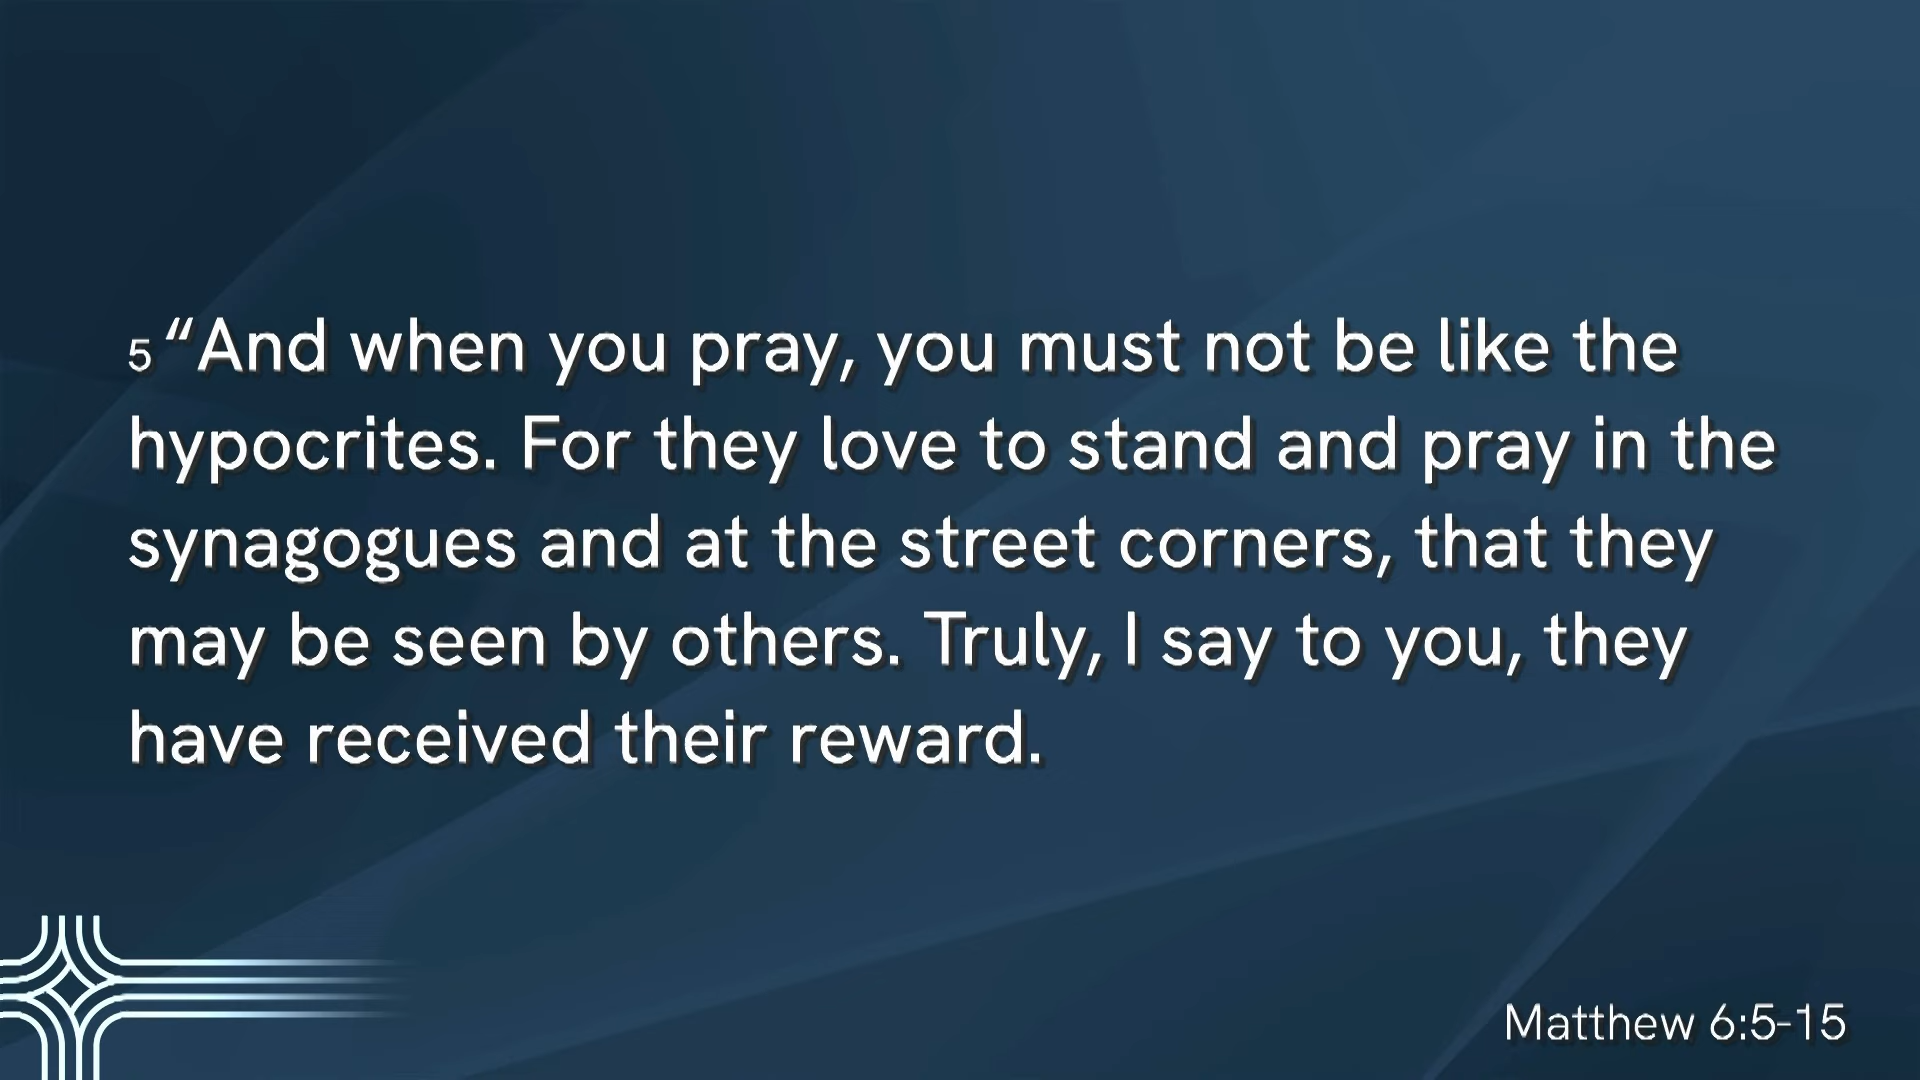 5 “And when you pray, you must not be like the
hypocrites. For they love to stand and pray in the
synagogues and at the street corners, that they
may be seen by others. Truly, I say to you, they
have received their reward.
Matthew 6:5-15